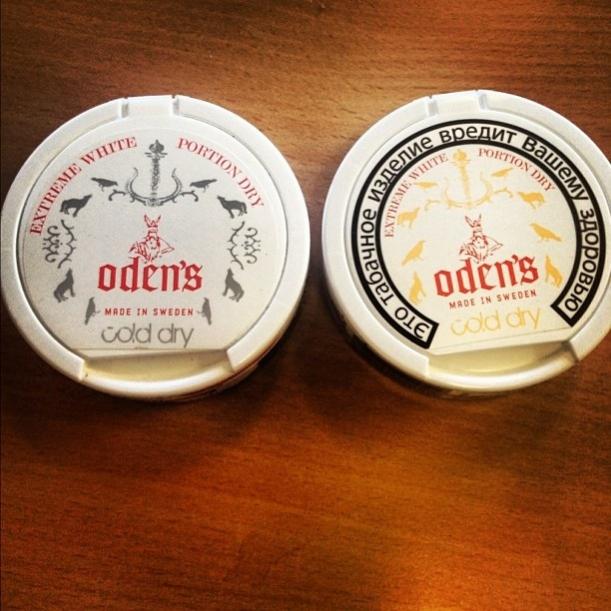 EXTREME WHITE PORTION DRY
oden's
MADE IN SWEDEN
cold dry
Это табачное изделие вредит Вашему здоровью
EXTREME WHITE PORTION DRY
oden's
MADE IN SWEDEN
cold dry